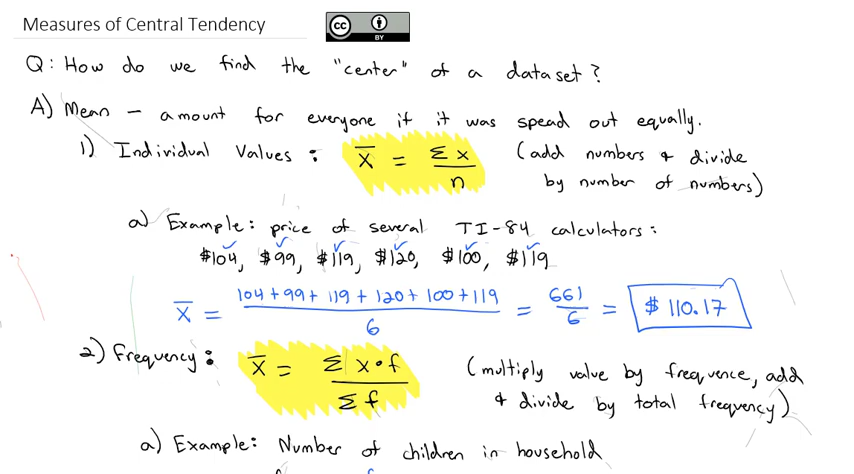 Measures of Central Tendency
cc BY
Q: How do we find the "center" of a dataset?
A) Mean - amount for everyone if it was spead out equally.
1) Individual Values: x̄ = Σx / n (add numbers & divide
by number of numbers)
a) Example: price of several TI-84 calculators:
$104, $99, $119, $120, $100, $119
x̄ = (104+99+119+120+100+119) / 6 = 661 / 6 = $110.17
2) Frequency: x̄ = Σ x·f / Σ f (multiply value by frequence, add
& divide by total frequency)
a) Example: Number of children in household